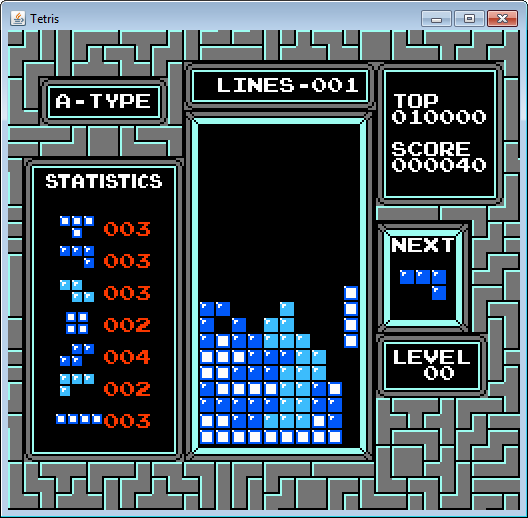 Tetris
LINES-001
A-TYPE
TOP
010000
SCORE
000040
STATISTICS
003
003
003
002
004
002
003
NEXT
LEVEL
00